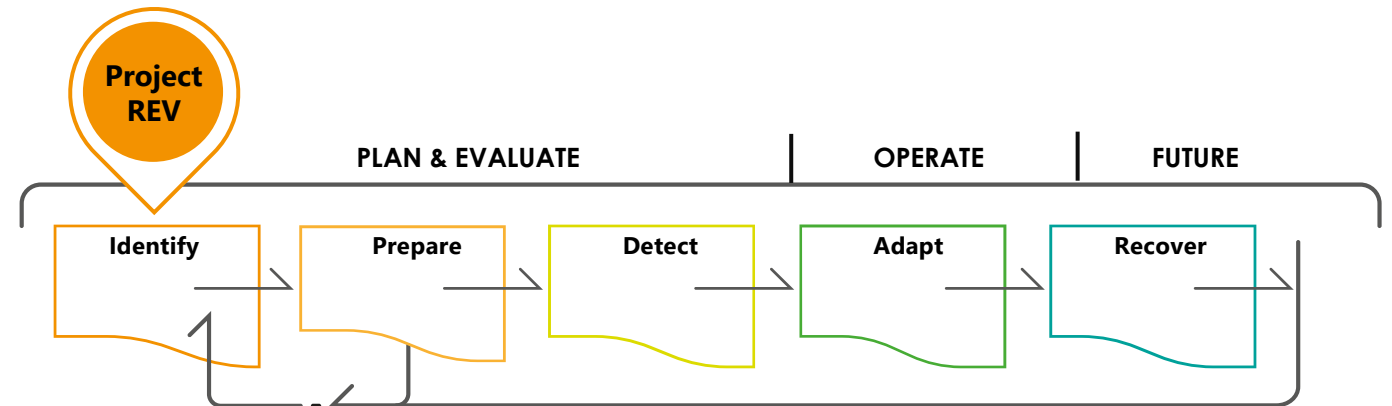 Project
REV
PLAN & EVALUATE
OPERATE
FUTURE
Identify
Prepare
Detect
Adapt
Recover